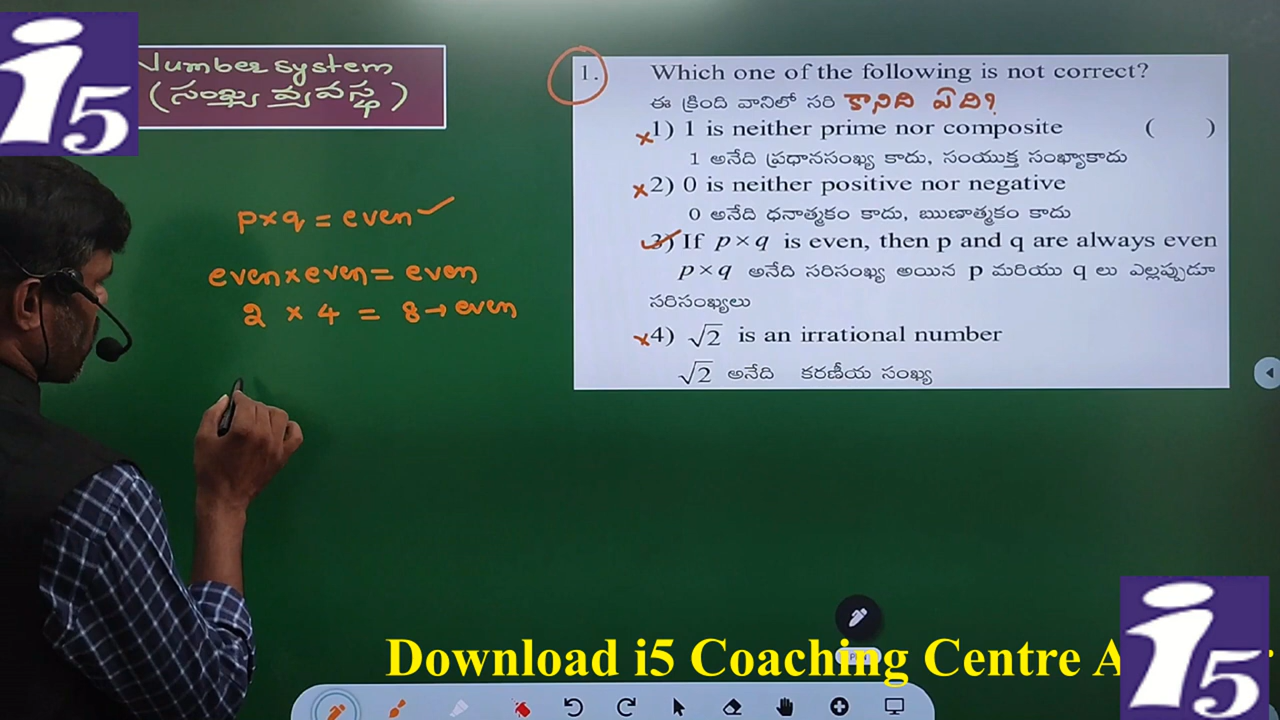 i5
Number system
(సంఖ్యా వ్యవస్థ)
p×q = even ✓
even×even = even
2 × 4 = 8→even
1. Which one of the following is not correct?
ఈ క్రింది వానిలో సరి కానిది ఏది?
×1) 1 is neither prime nor composite ( )
1 అనేది ప్రధానసంఖ్య కాదు, సంయుక్త సంఖ్యాకాదు
×2) 0 is neither positive nor negative
0 అనేది ధనాత్మకం కాదు, ఋణాత్మకం కాదు
✓3) If p×q is even, then p and q are always even
p×q అనేది సరిసంఖ్య అయిన p మరియు q లు ఎల్లప్పుడూ
సరిసంఖ్యలు
×4) √2 is an irrational number
√2 అనేది కరణీయ సంఖ్య
Download i5 Coaching Centre A
i5